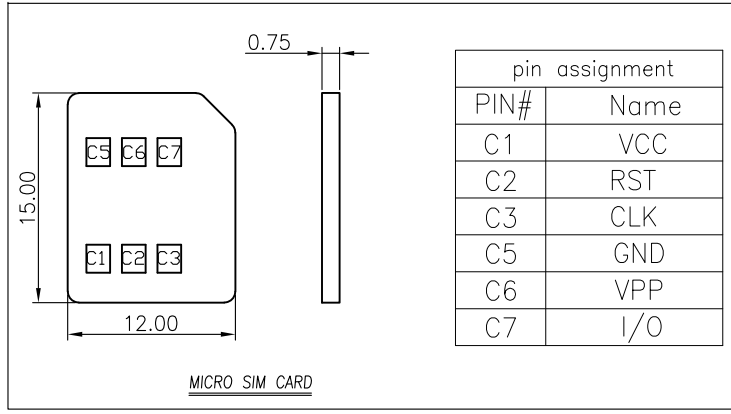 0.75
15.00
C5 C6 C7
C1 C2 C3
12.00
MICRO SIM CARD
pin assignment
PIN# Name
C1 VCC
C2 RST
C3 CLK
C5 GND
C6 VPP
C7 I/O